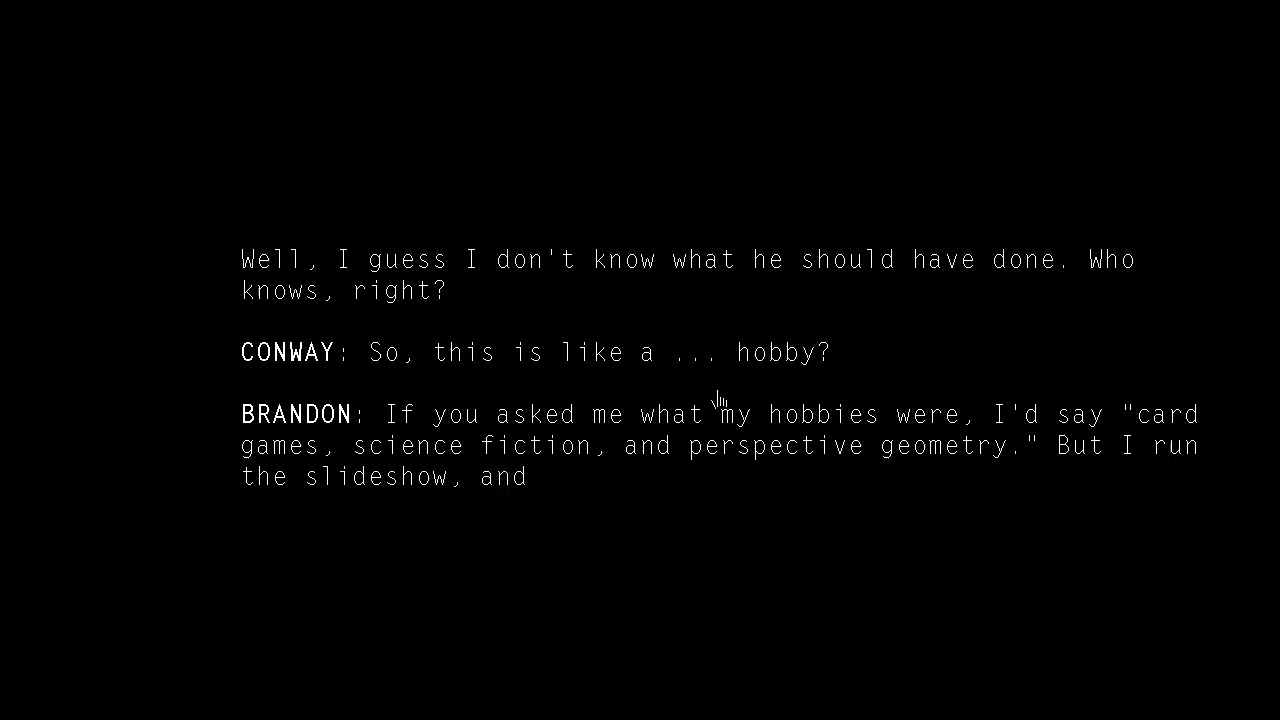 Well, I guess I don't know what he should have done. Who
knows, right?
CONWAY: So, this is like a ... hobby?
BRANDON: If you asked me what my hobbies were, I'd say "card
games, science fiction, and perspective geometry." But I run
the slideshow, and